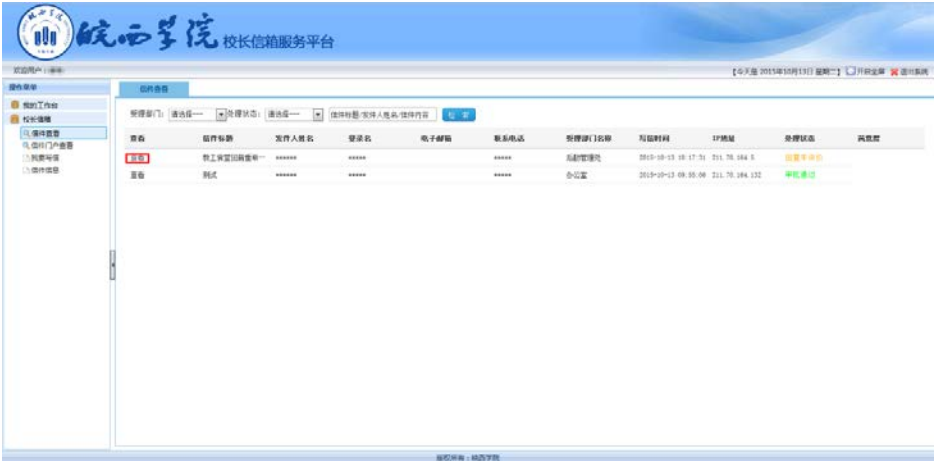 皖西学院 校长信箱服务平台
欢迎用户：
【今天是 2015年10月13日 星期二】 开启全屏 退出系统
操作菜单
信件查看
我的工作台
校长信箱
信件查看
信件门户查看
我要写信
信件信息
受理部门： 请选择---- 处理状态： 请选择---- 信件标题/发件人姓名/信件内容 检 索
查看 信件标题 发件人姓名 登录名 电子邮箱 联系电话 受理部门名称 写信时间 IP地址 处理状态 满意度
查看 教工食堂 ****** ***** ***** 后勤管理处 2015-10-13 211.70.164.5
查看 测试 ****** ***** ***** 办公室 2015-10-13 211.70.164.132 审批通过
版权所有：皖西学院